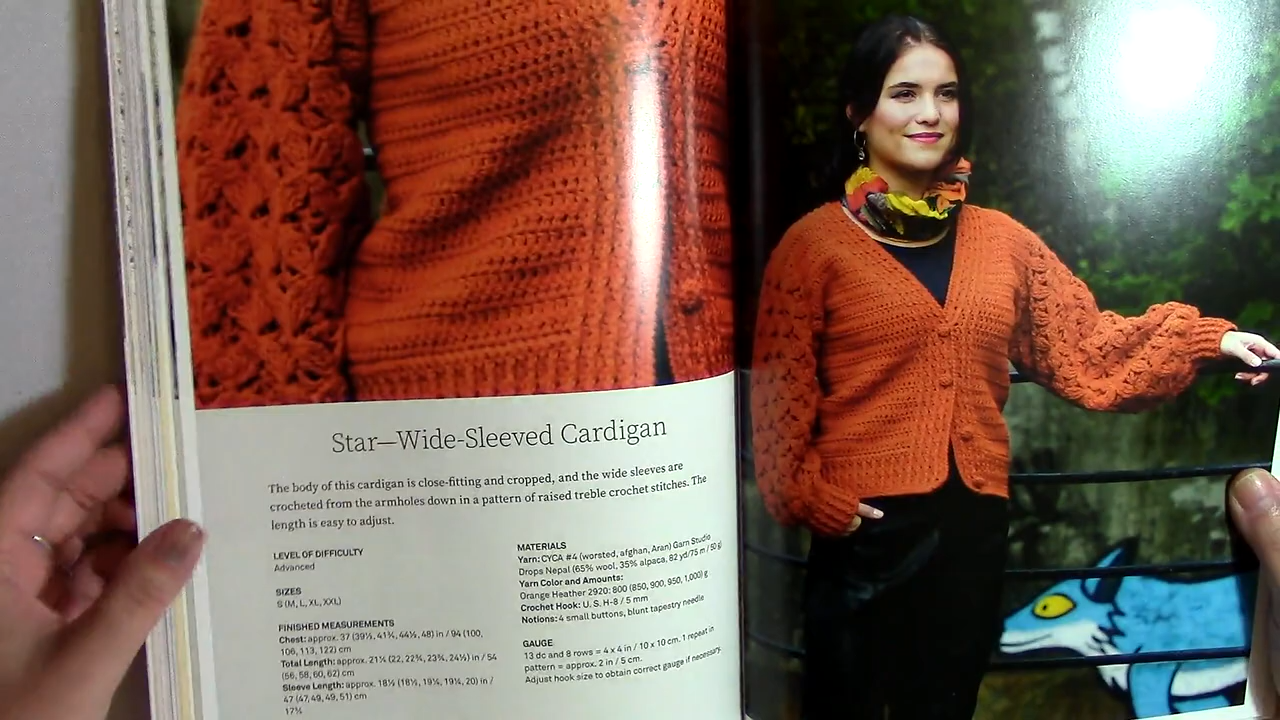 Star—Wide-Sleeved Cardigan
The body of this cardigan is close-fitting and cropped, and the wide sleeves are
crocheted from the armholes down in a pattern of raised treble crochet stitches. The
length is easy to adjust.
LEVEL OF DIFFICULTY
Advanced
SIZES
S (M, L, XL, XXL)
FINISHED MEASUREMENTS
Chest: approx. 37 (39½, 41¾, 44½, 48) in / 94 (100,
106, 113, 122) cm
Total Length: approx. 21¼ (22, 22¾, 23¾, 24½) in / 54
(56, 58, 60, 62) cm
Sleeve Length: approx. 18½ (18½, 19¼, 19¼, 20) in /
47 (47, 49, 49, 51) cm
17¾
MATERIALS
Yarn: CYCA #4 (worsted, afghan, Aran) Garn Studio
Drops Nepal (65% wool, 35% alpaca, 82 yd/75 m / 50 g)
Yarn Color and Amounts:
Orange Heather 2920: 800 (850, 900, 950, 1,000) g
Crochet Hook: U. S. H-8 / 5 mm
Notions: 4 small buttons, blunt tapestry needle
GAUGE
13 dc and 8 rows = 4 x 4 in / 10 x 10 cm. 1 repeat in
pattern = approx. 2 in / 5 cm.
Adjust hook size to obtain correct gauge if necessary.